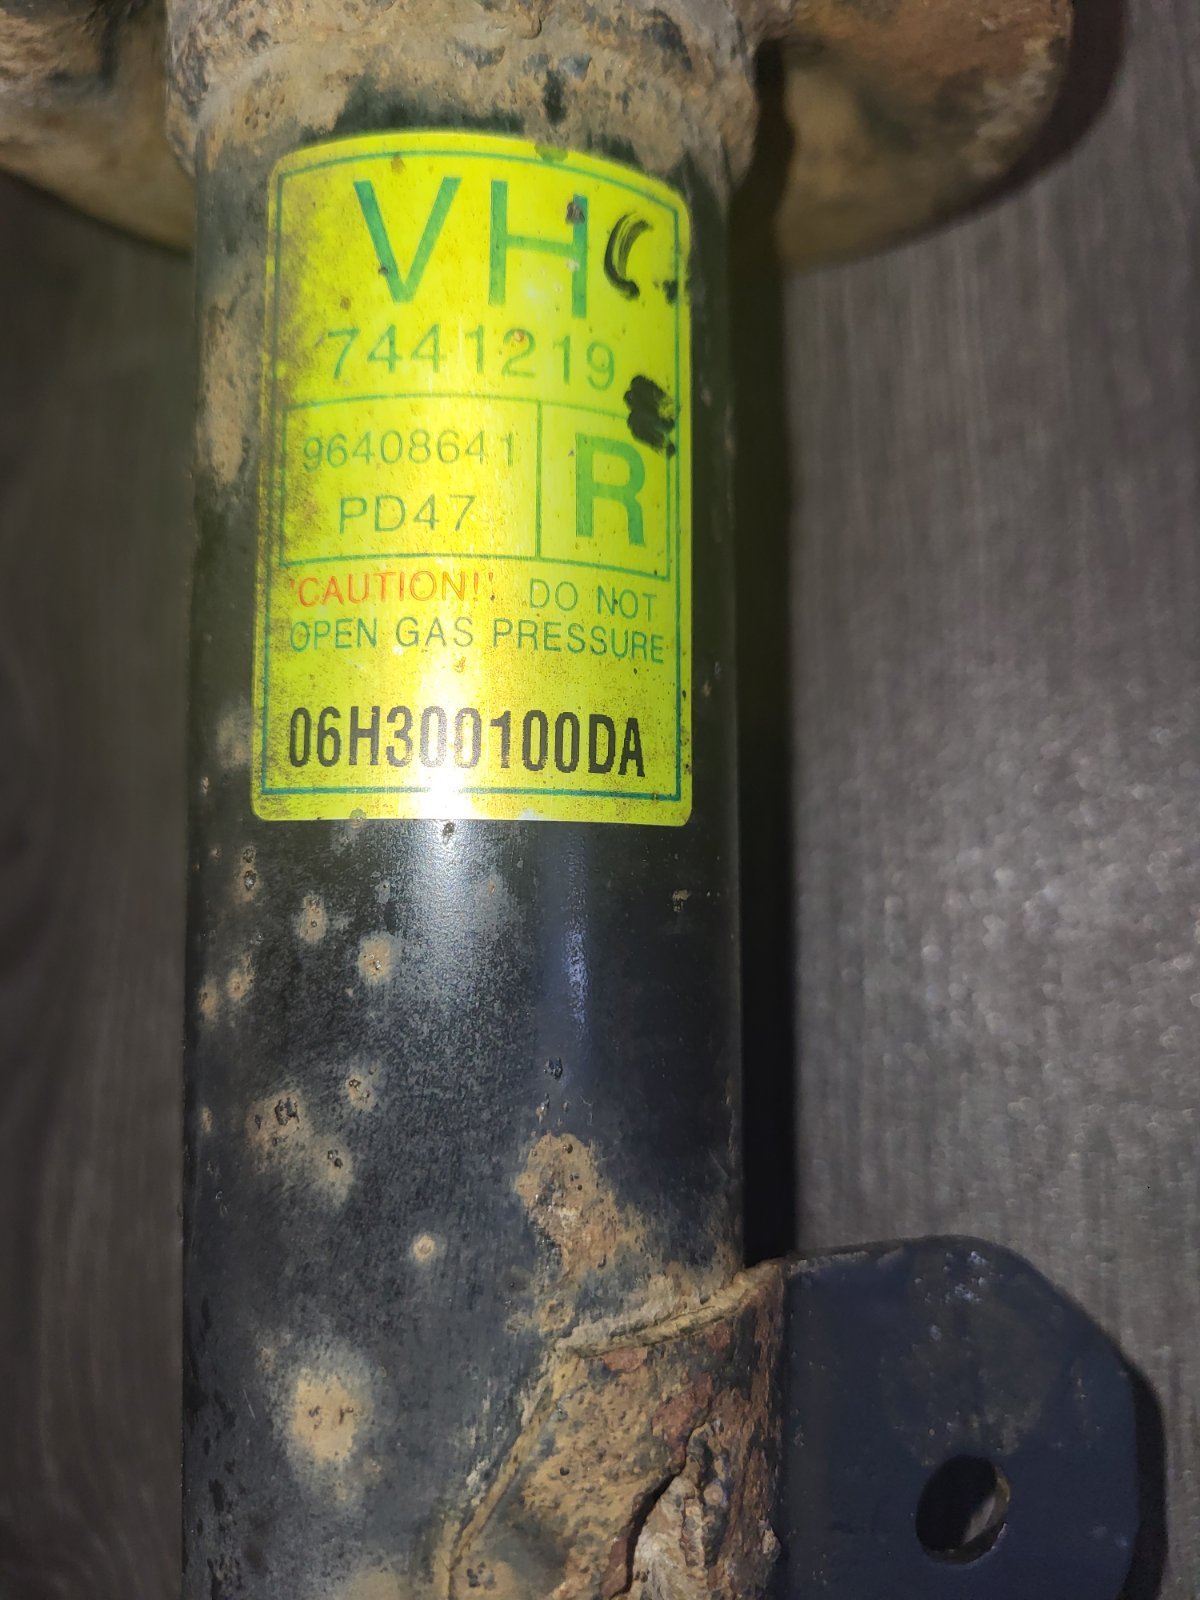 VH
7441219
96408641
PD47
R
"CAUTION!" DO NOT
OPEN GAS PRESSURE
06H300100DA